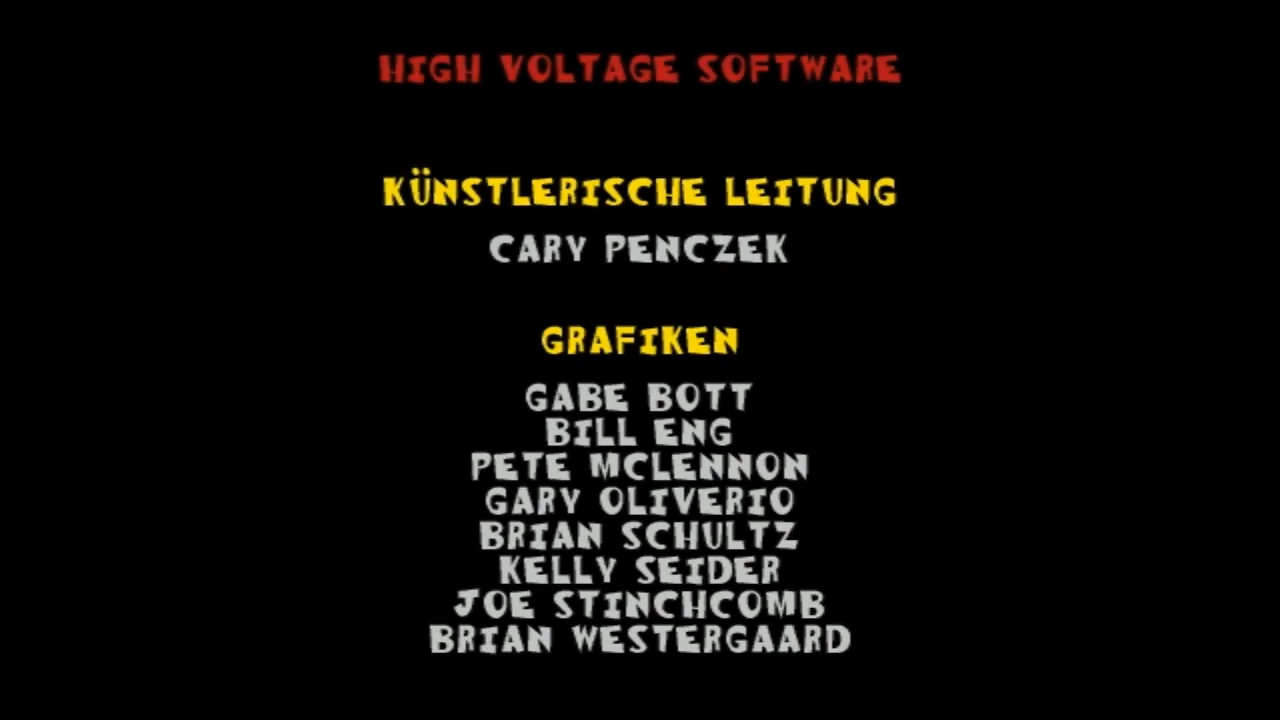 HIGH VOLTAGE SOFTWARE
KÜNSTLERISCHE LEITUNG
CARY PENCZEK
GRAFIKEN
GABE BOTT
BILL ENG
PETE MCLENNON
GARY OLIVERIO
BRIAN SCHULTZ
KELLY SEIDER
JOE STINCHCOMB
BRIAN WESTERGAARD